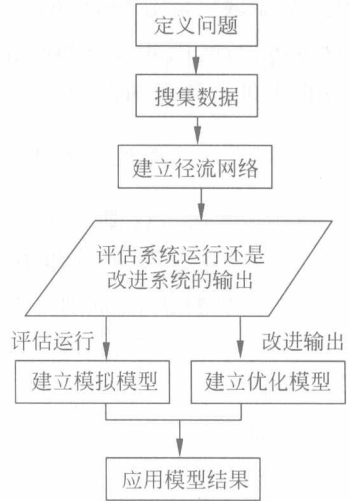 定义问题
搜集数据
建立径流网络
评估系统运行还是
改进系统的输出
评估运行
改进输出
建立模拟模型
建立优化模型
应用模型结果